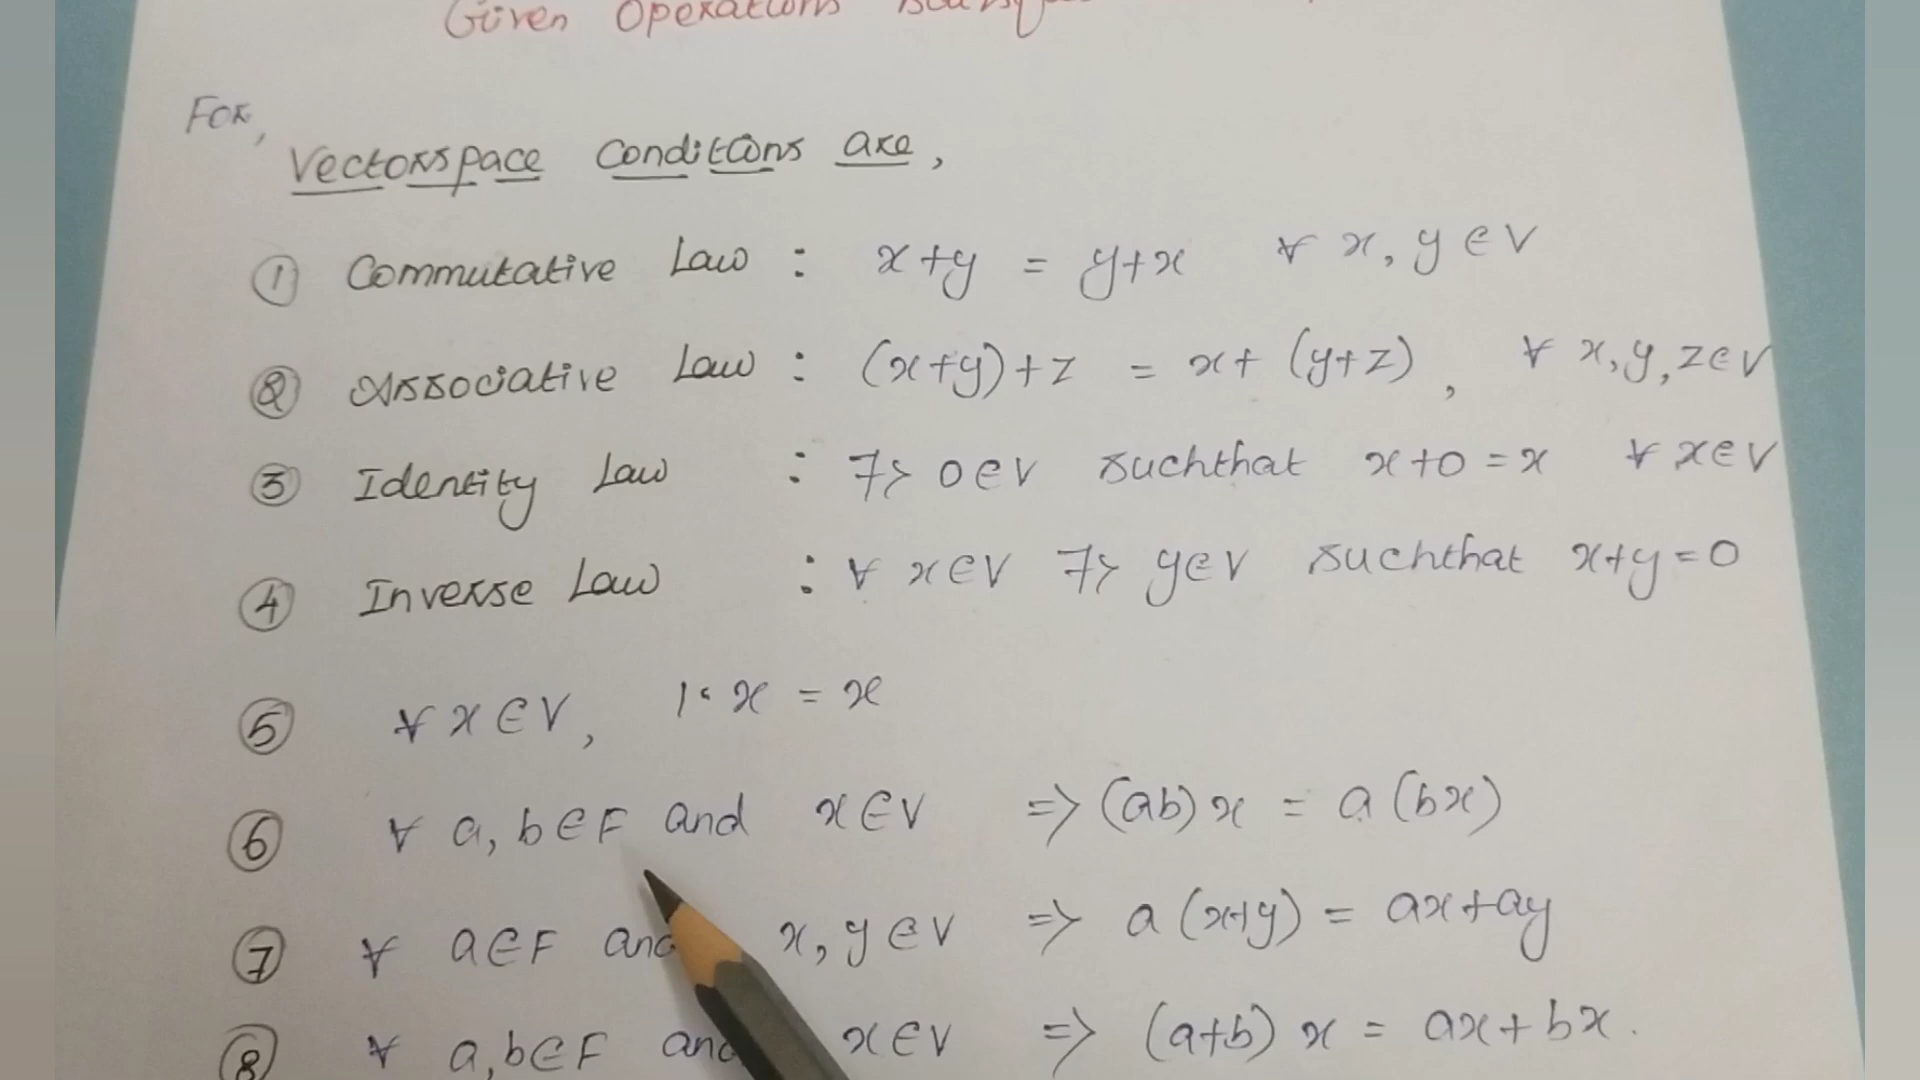 Given Operations
For,
Vectorspace Conditions are,
① Commutative Law : x+y = y+x ∀ x, y ∈ V
② Associative Law : (x+y)+z = x+(y+z), ∀ x, y, z ∈ V
③ Identity Law : ∃ 0 ∈ V suchthat x+0 = x ∀ x ∈ V
④ Inverse Law : ∀ x ∈ V ∃ y ∈ V suchthat x+y = 0
⑤ ∀ x ∈ V, 1·x = x
⑥ ∀ a, b ∈ F and x ∈ V => (ab)x = a(bx)
⑦ ∀ a ∈ F and x, y ∈ V => a(x+y) = ax+ay
⑧ ∀ a, b ∈ F and x ∈ V => (a+b)x = ax+bx.